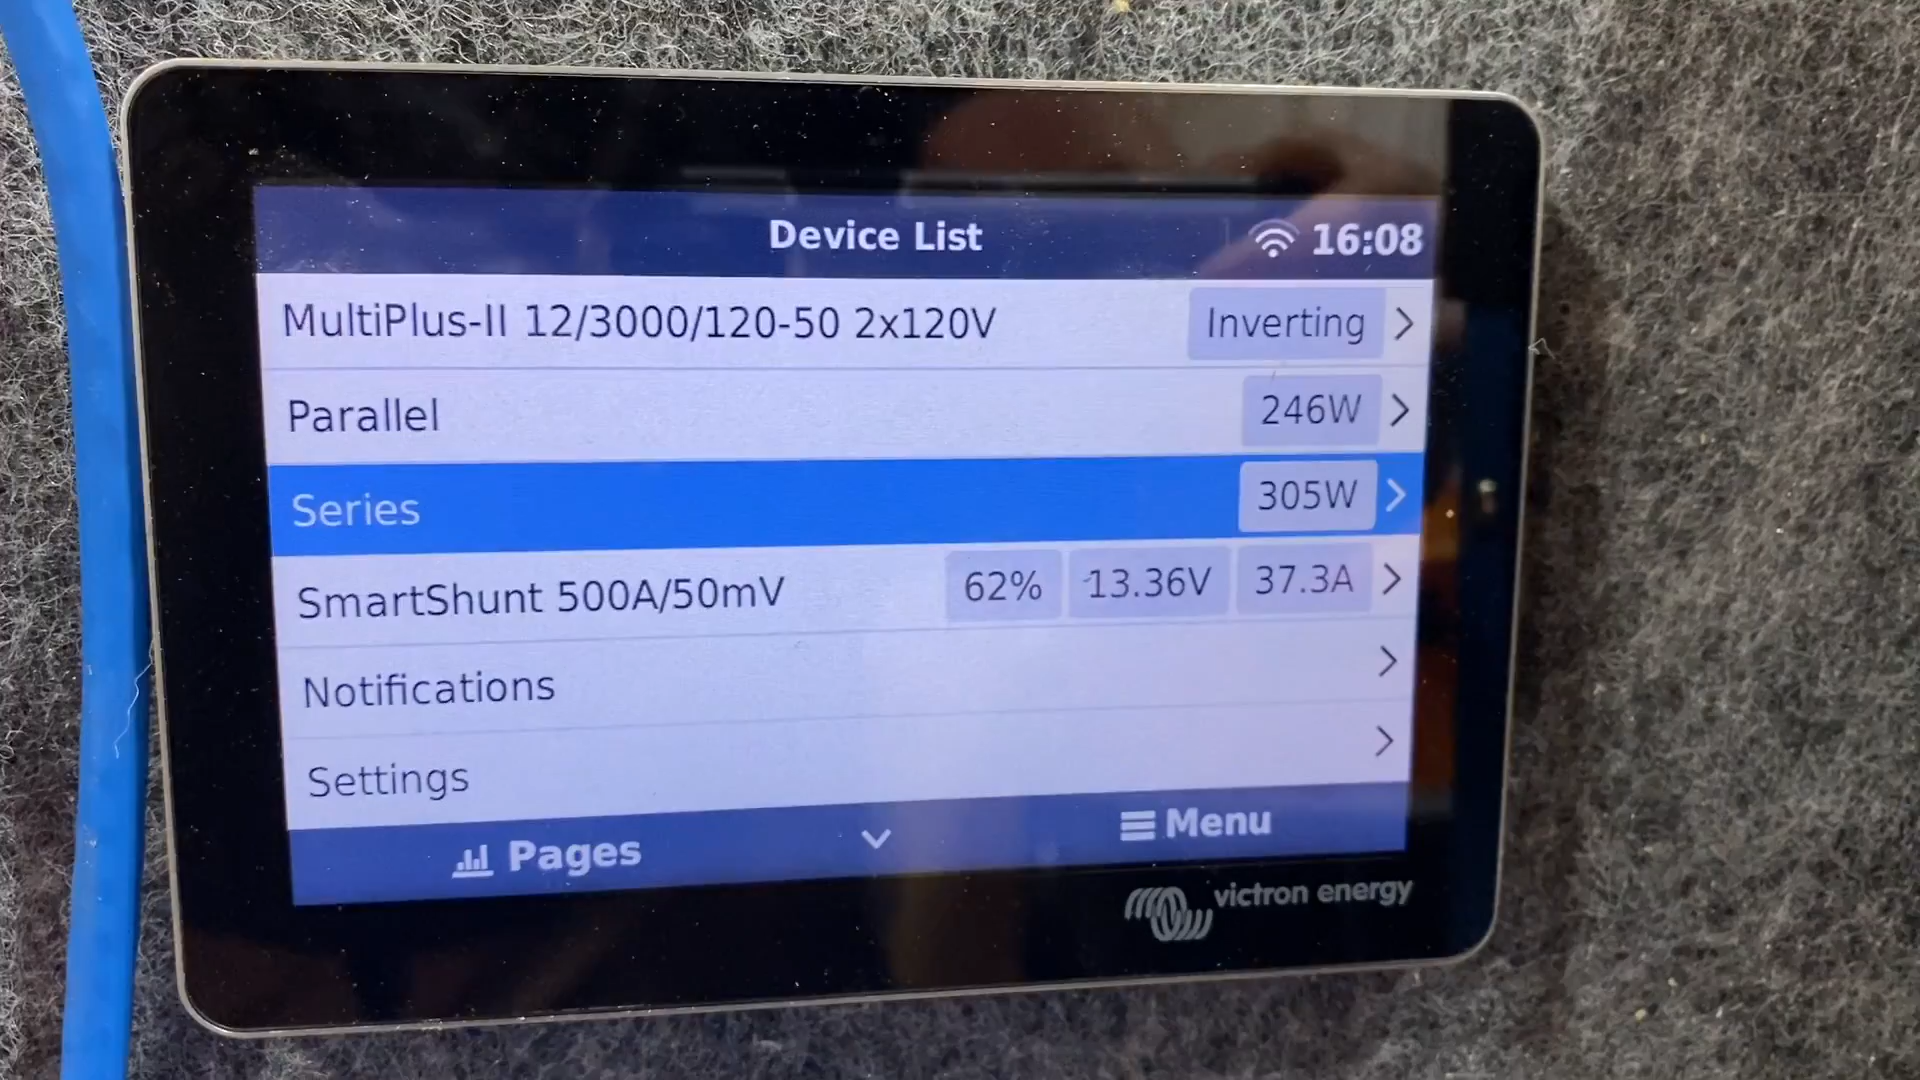 Device List 16:08
MultiPlus-II 12/3000/120-50 2x120V Inverting
Parallel 246W
Series 305W
SmartShunt 500A/50mV 62% 13.36V 37.3A
Notifications
Settings
Pages Menu
victron energy